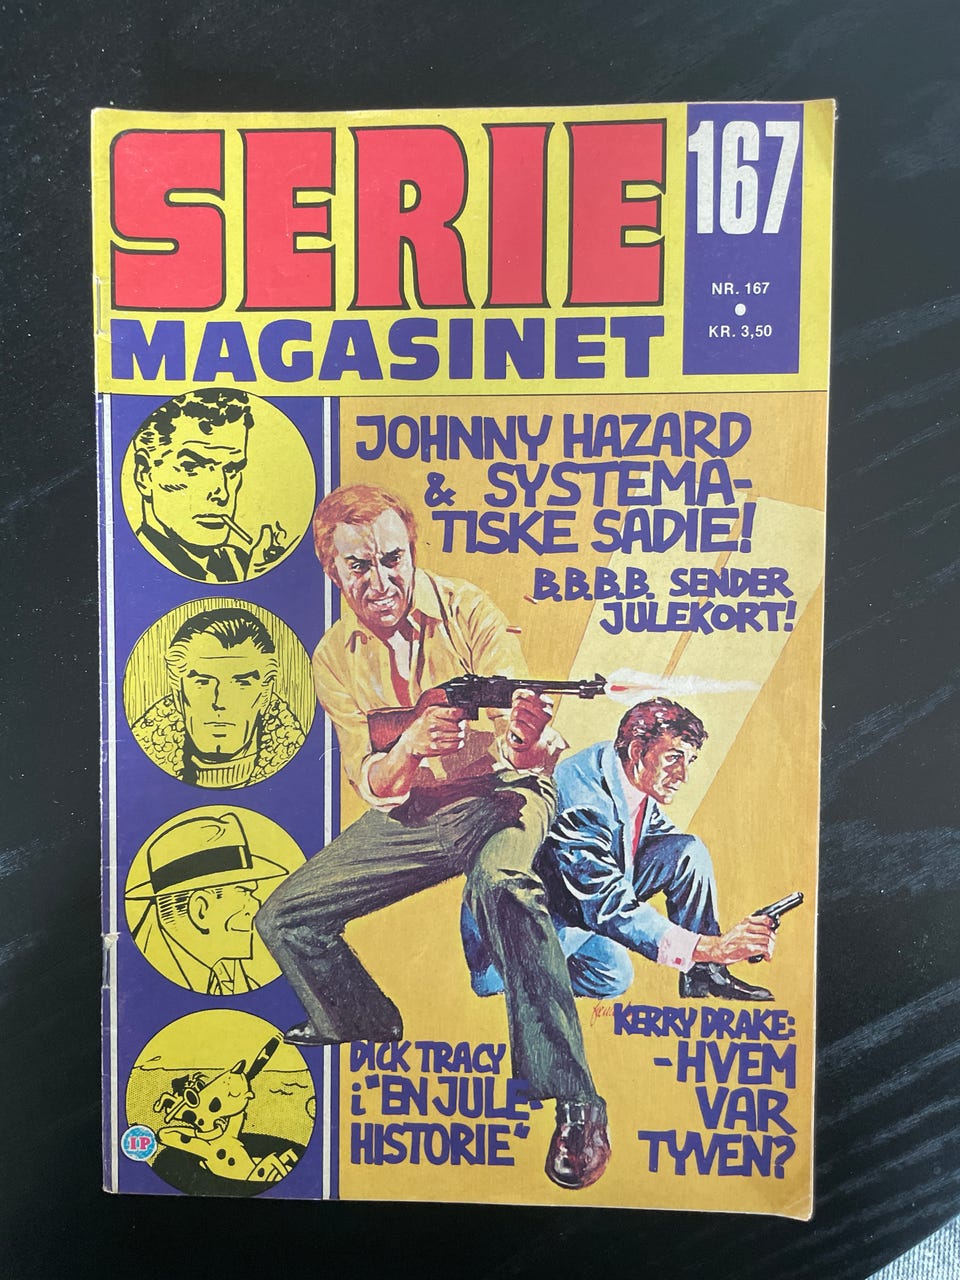 SERIE
MAGASINET
167
NR. 167
KR. 3,50
JOHNNY HAZARD
& SYSTEMA-
TISKE SADIE!
B.B.B.B. SENDER
JULEKORT!
KERRY DRAKE:
-HVEM
VAR
TYVEN?
DICK TRACY
i "EN JULE-
HISTORIE"
IP